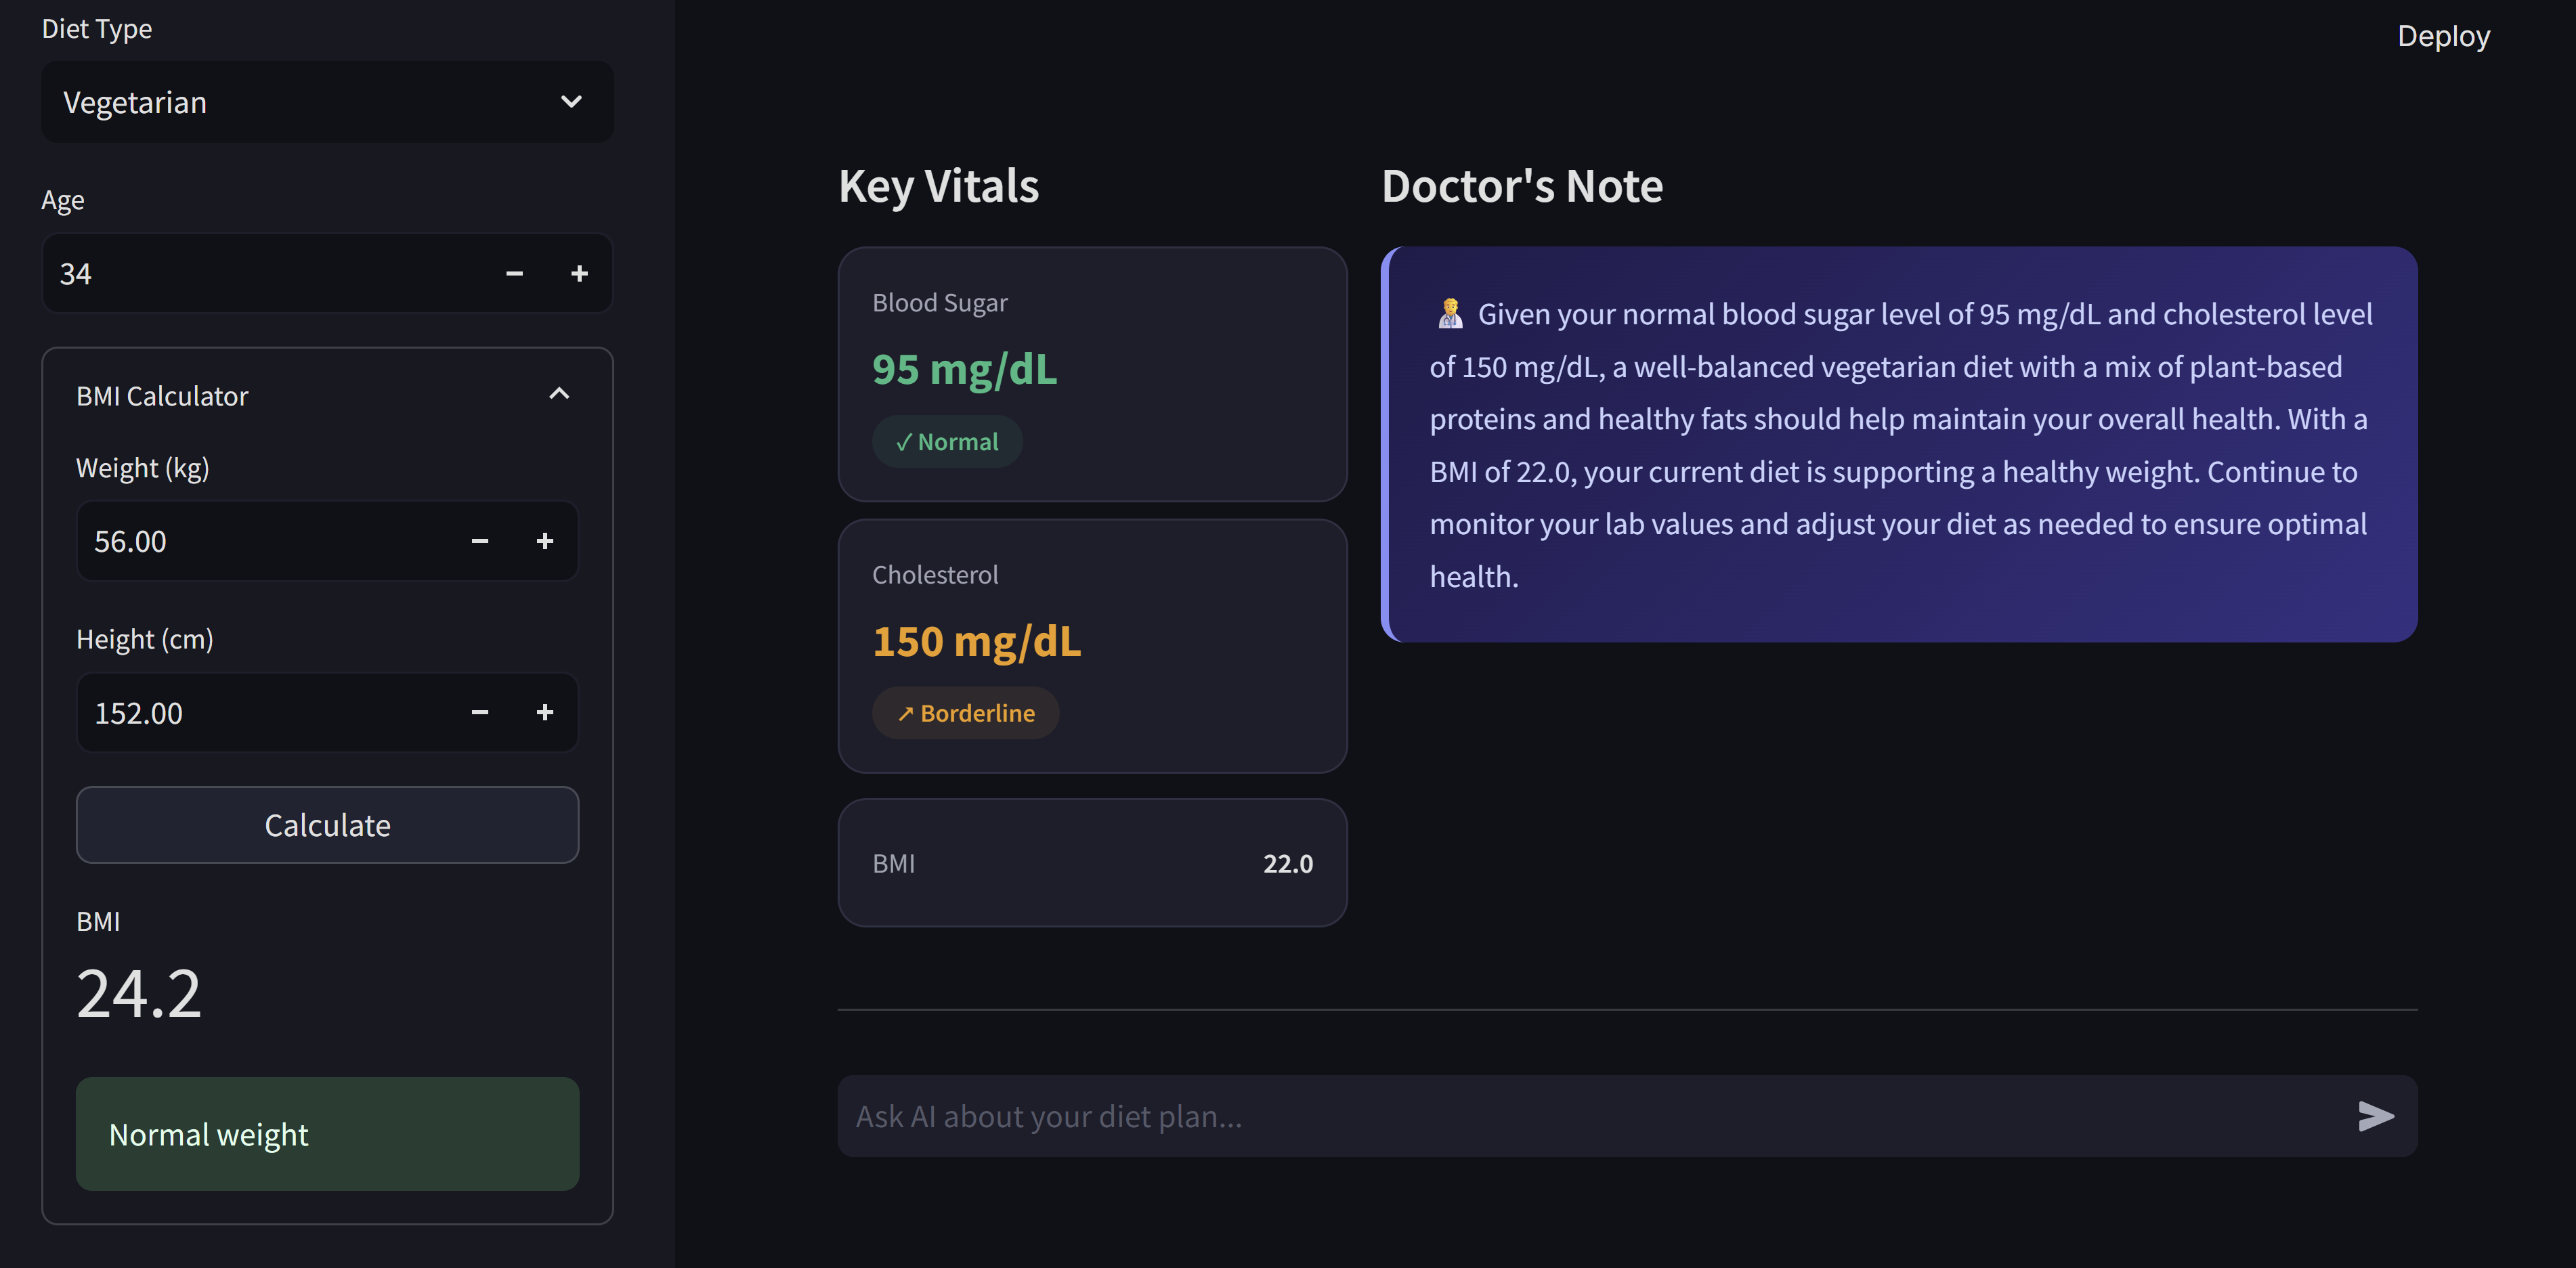 Diet Type
Vegetarian
Age
34
BMI Calculator
Weight (kg)
56.00
Height (cm)
152.00
Calculate
BMI
24.2
Normal weight
Deploy
Key Vitals
Blood Sugar
95 mg/dL
✓ Normal
Cholesterol
150 mg/dL
↗ Borderline
BMI 22.0
Doctor's Note
Given your normal blood sugar level of 95 mg/dL and cholesterol level
of 150 mg/dL, a well-balanced vegetarian diet with a mix of plant-based
proteins and healthy fats should help maintain your overall health. With a
BMI of 22.0, your current diet is supporting a healthy weight. Continue to
monitor your lab values and adjust your diet as needed to ensure optimal
health.
Ask AI about your diet plan...